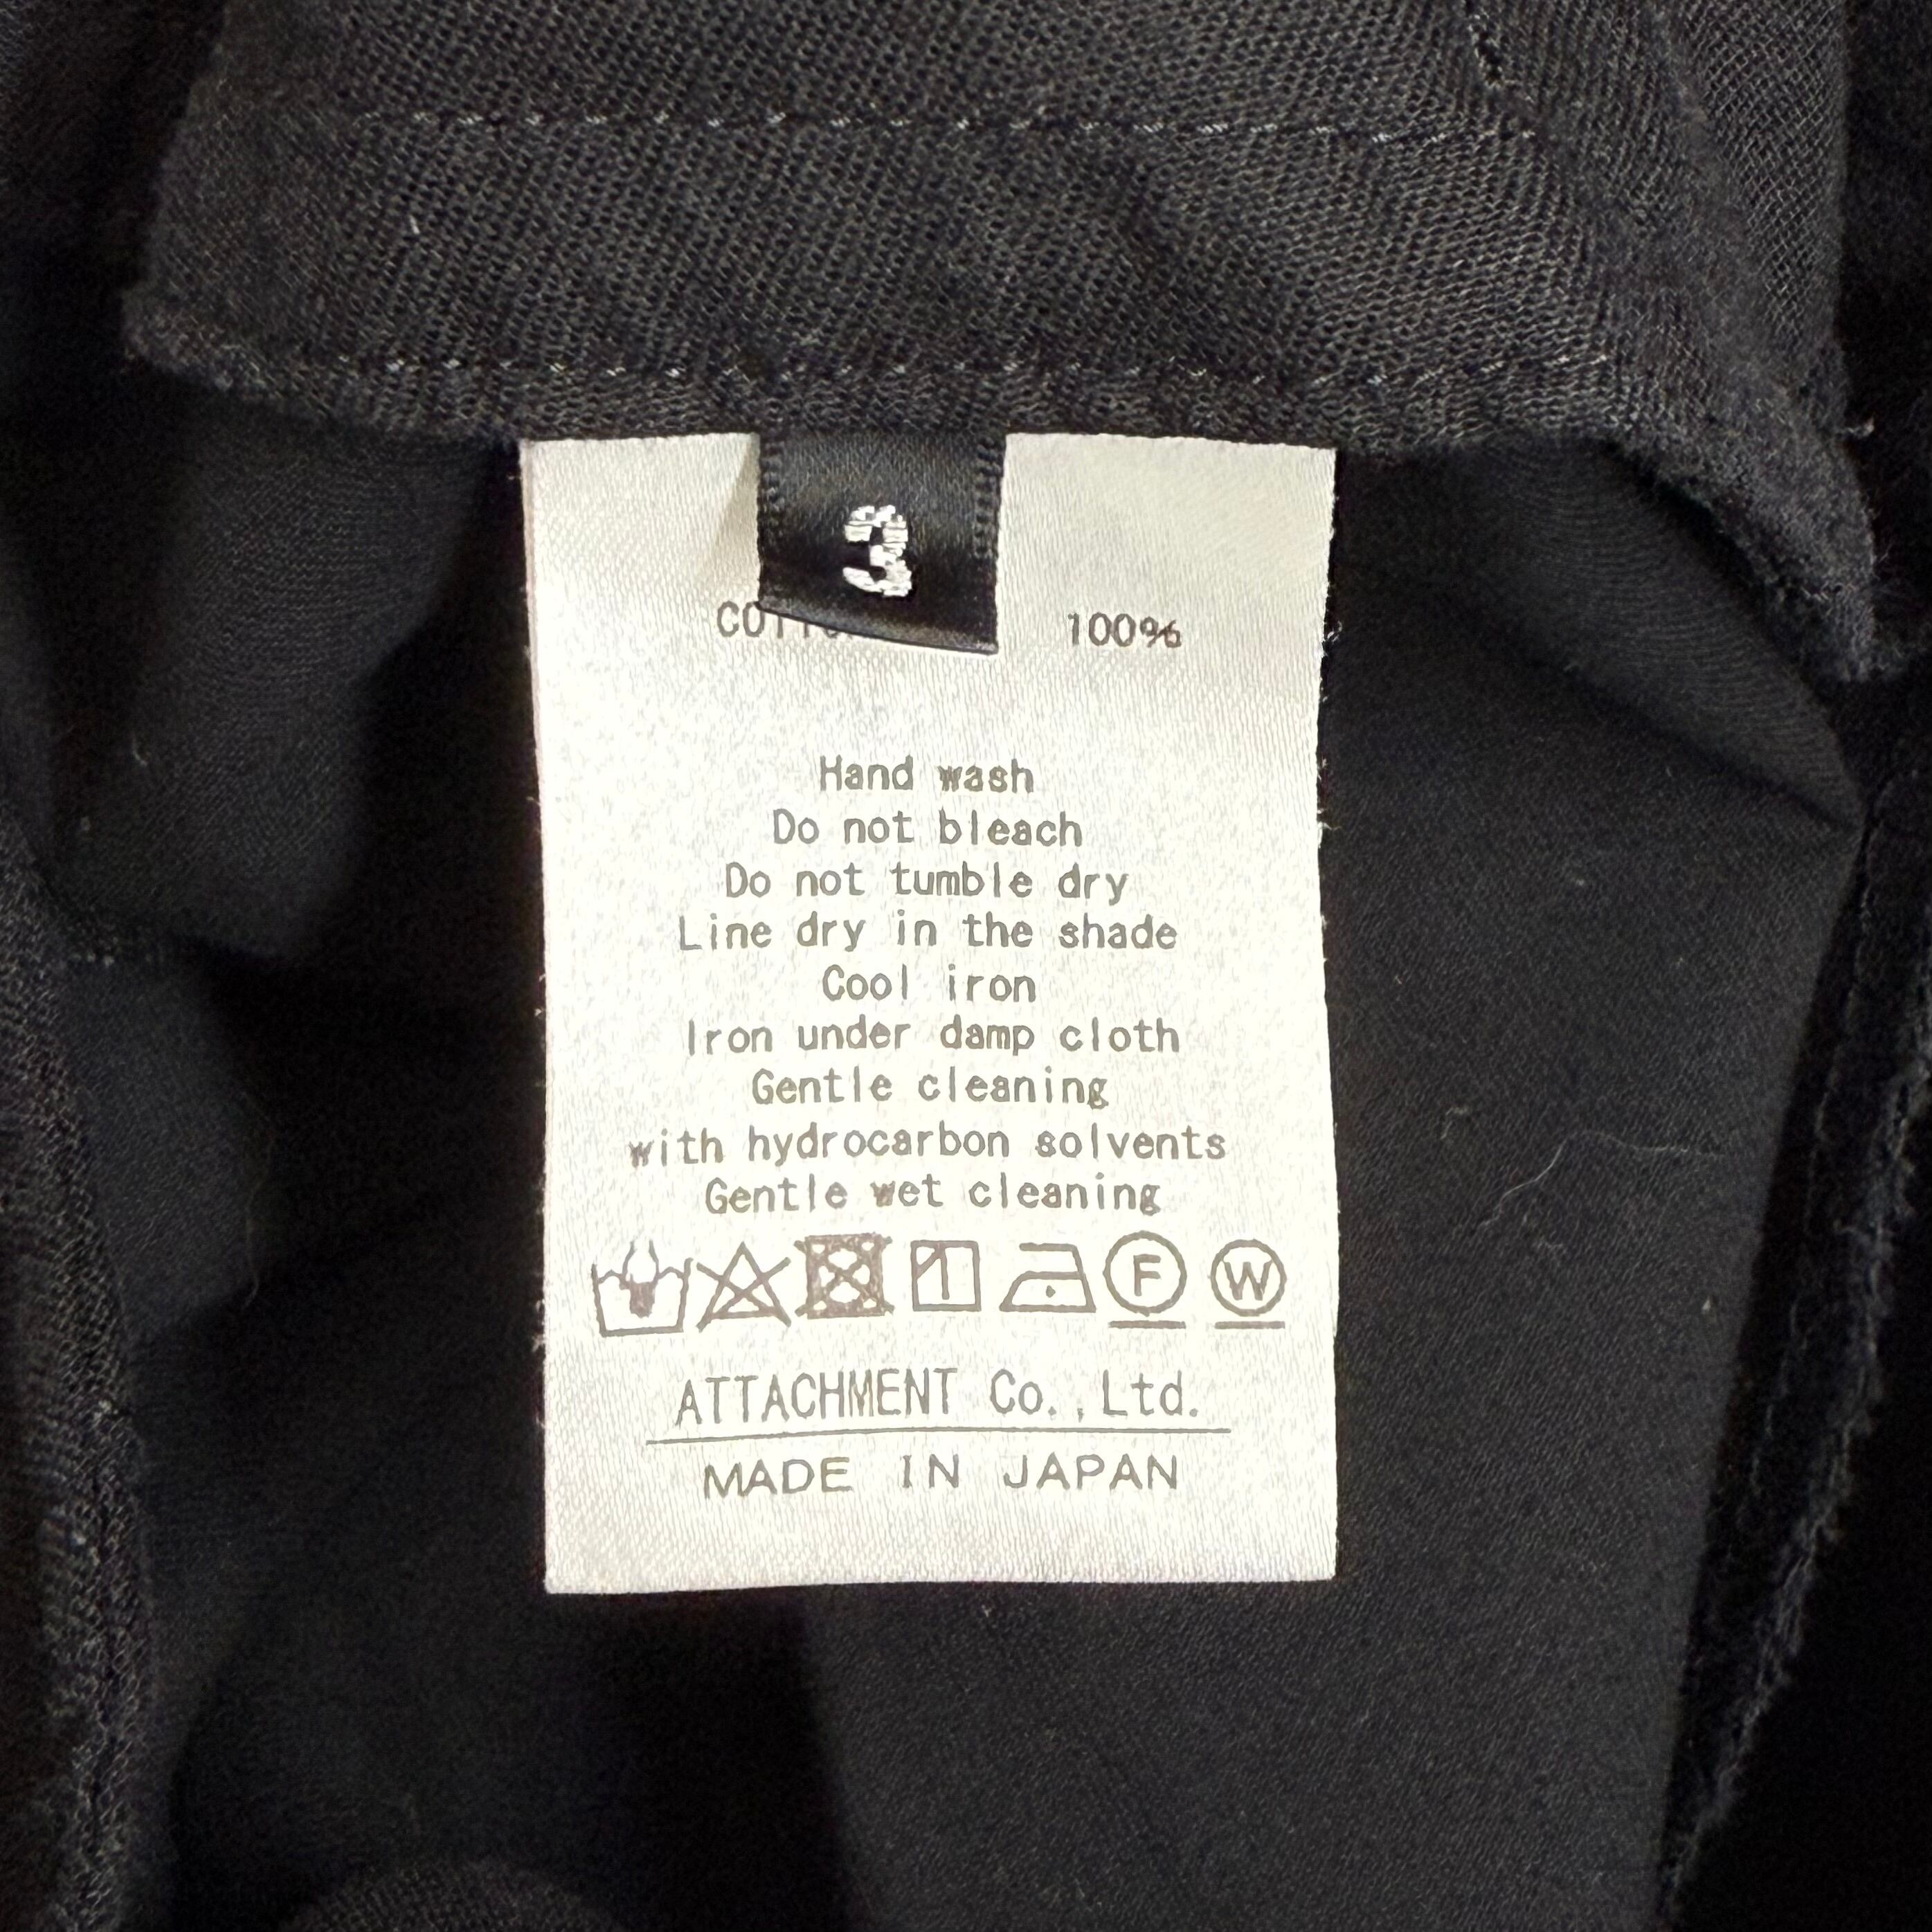 3
100%
Hand wash
Do not bleach
Do not tumble dry
Line dry in the shade
Cool iron
Iron under damp cloth
Gentle cleaning
with hydrocarbon solvents
Gentle wet cleaning
F W
ATTACHMENT Co.,Ltd.
MADE IN JAPAN